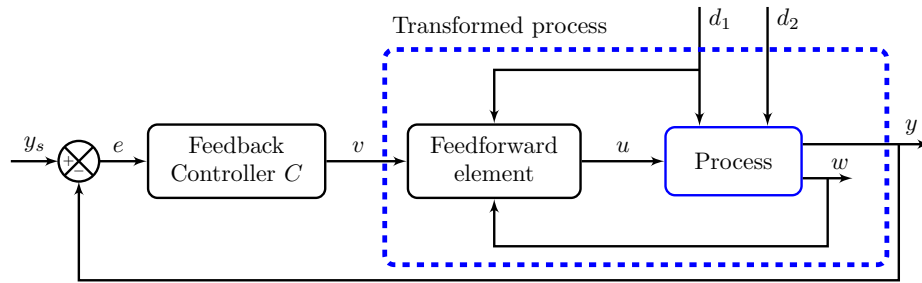 Transformed process
d₁
d₂
yₛ
+
−
e
Feedback
Controller C
v
Feedforward
element
u
Process
y
w